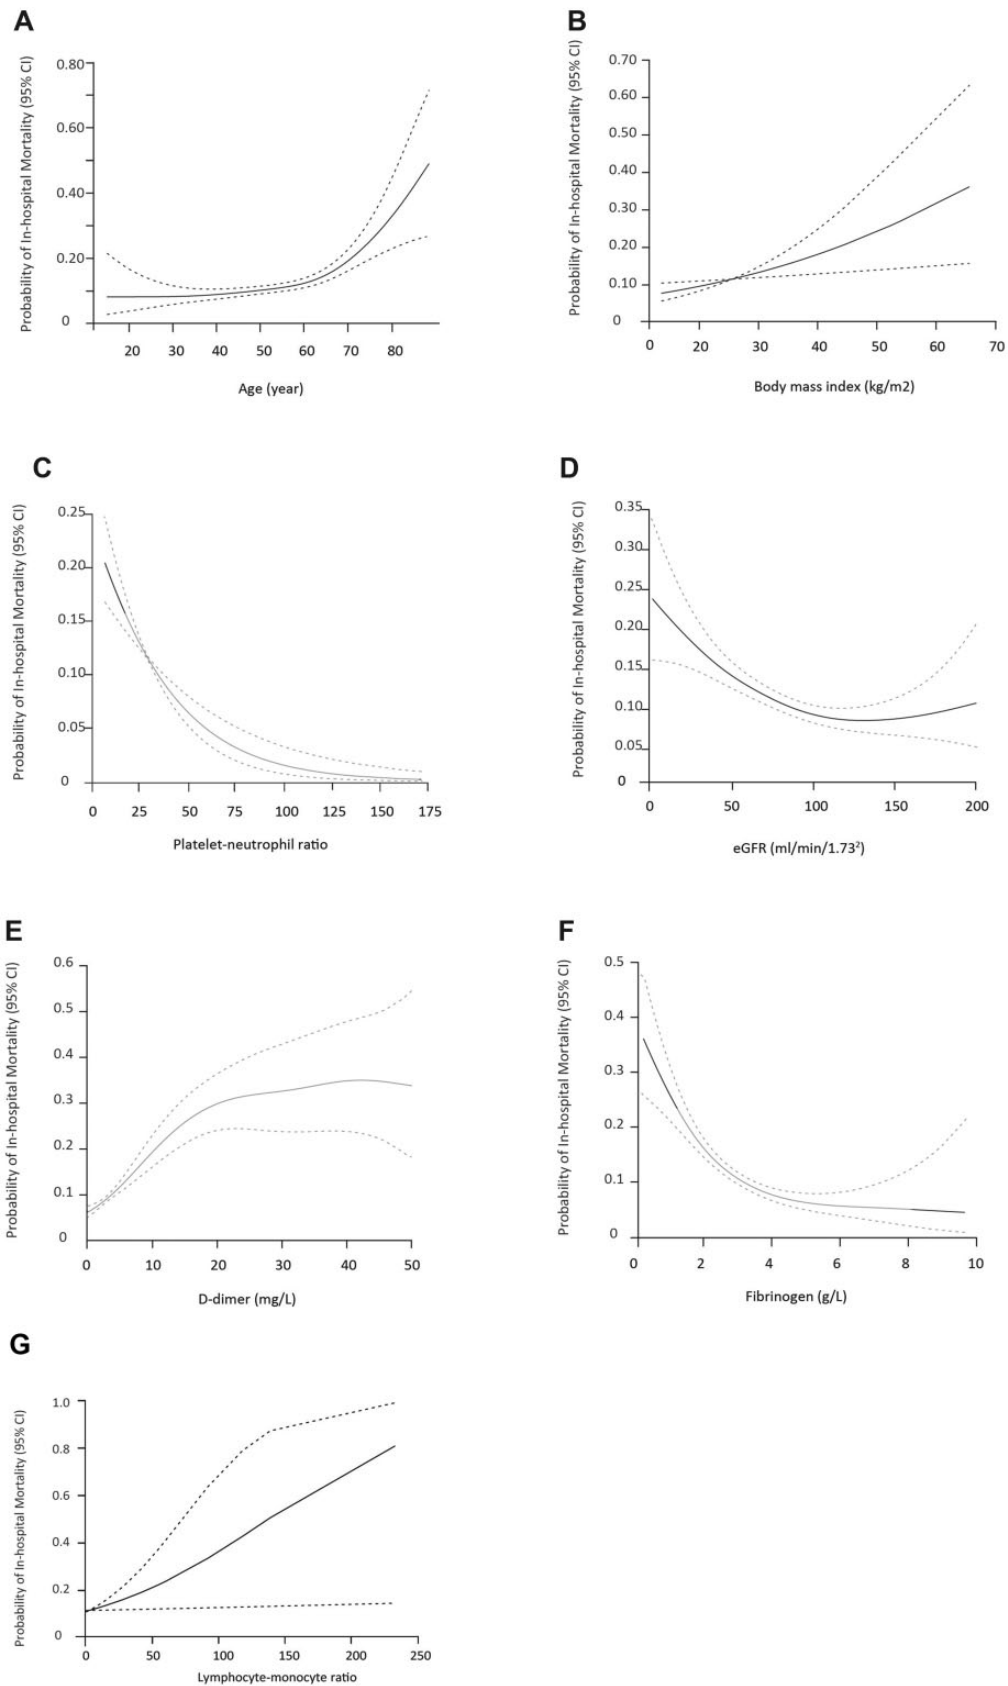 A
Probability of In-hospital Mortality (95% CI)
0.80
0.60
0.40
0.20
0
20 30 40 50 60 70 80
Age (year)
B
Probability of In-hospital Mortality (95% CI)
0.70
0.60
0.50
0.40
0.30
0.20
0.10
0
0 20 30 40 50 60 70
Body mass index (kg/m2)
C
Probability of In-hospital Mortality (95% CI)
0.25
0.20
0.15
0.10
0.05
0
0 25 50 75 100 125 150 175
Platelet-neutrophil ratio
D
Probability of In-hospital Mortality (95% CI)
0.35
0.30
0.25
0.20
0.15
0.10
0.05
0
0 50 100 150 200
eGFR (ml/min/1.73²)
E
Probability of In-hospital Mortality (95% CI)
0.6
0.5
0.4
0.3
0.2
0.1
0
0 10 20 30 40 50
D-dimer (mg/L)
F
Probability of In-hospital Mortality (95% CI)
0.5
0.4
0.3
0.2
0.1
0
0 2 4 6 8 10
Fibrinogen (g/L)
G
Probability of In-hospital Mortality (95% CI)
1.0
0.8
0.6
0.4
0.2
0
0 50 100 150 200 250
Lymphocyte-monocyte ratio